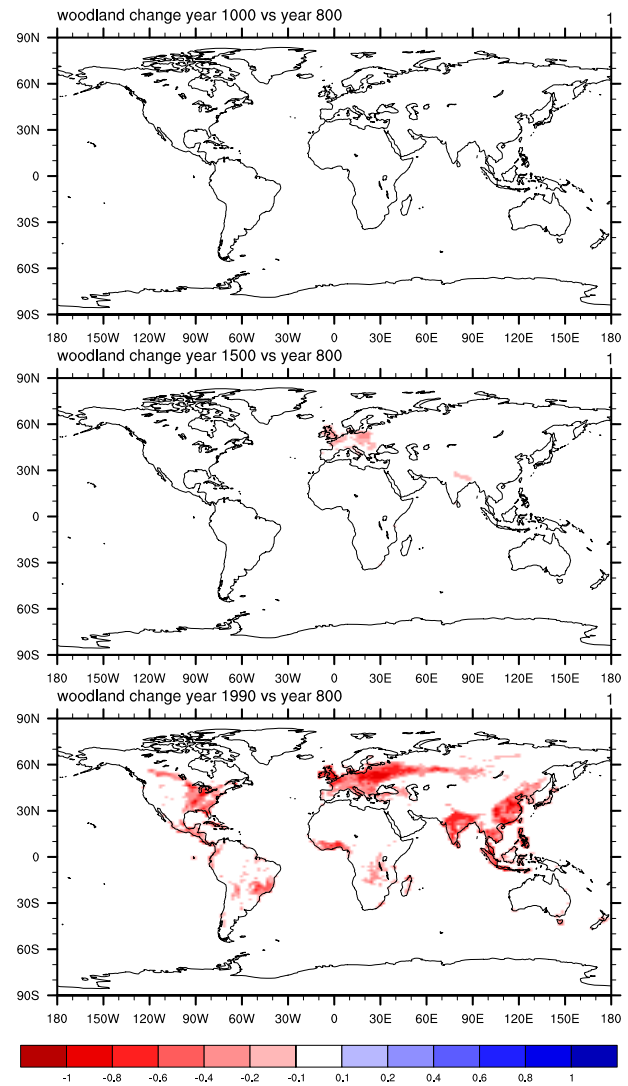 woodland change year 1000 vs year 800 1
90N
60N
30N
0
30S
60S
90S
180 150W 120W 90W 60W 30W 0 30E 60E 90E 120E 150E 180
woodland change year 1500 vs year 800 1
90N
60N
30N
0
30S
60S
90S
180 150W 120W 90W 60W 30W 0 30E 60E 90E 120E 150E 180
woodland change year 1990 vs year 800 1
90N
60N
30N
0
30S
60S
90S
180 150W 120W 90W 60W 30W 0 30E 60E 90E 120E 150E 180
-1 -0.8 -0.6 -0.4 -0.2 -0.1 0.1 0.2 0.4 0.6 0.8 1